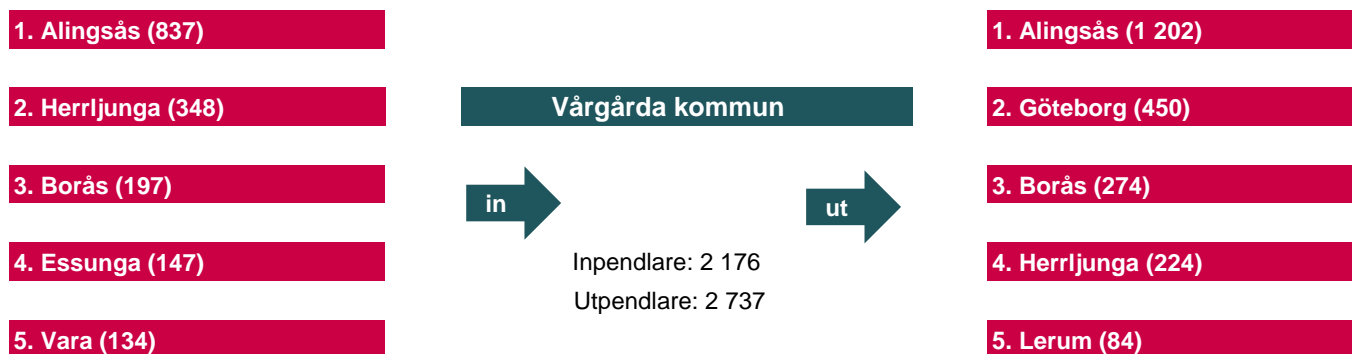 1. Alingsås (837)
2. Herrljunga (348)
3. Borås (197)
4. Essunga (147)
5. Vara (134)
Vårgårda kommun
in
ut
Inpendlare: 2 176
Utpendlare: 2 737
1. Alingsås (1 202)
2. Göteborg (450)
3. Borås (274)
4. Herrljunga (224)
5. Lerum (84)